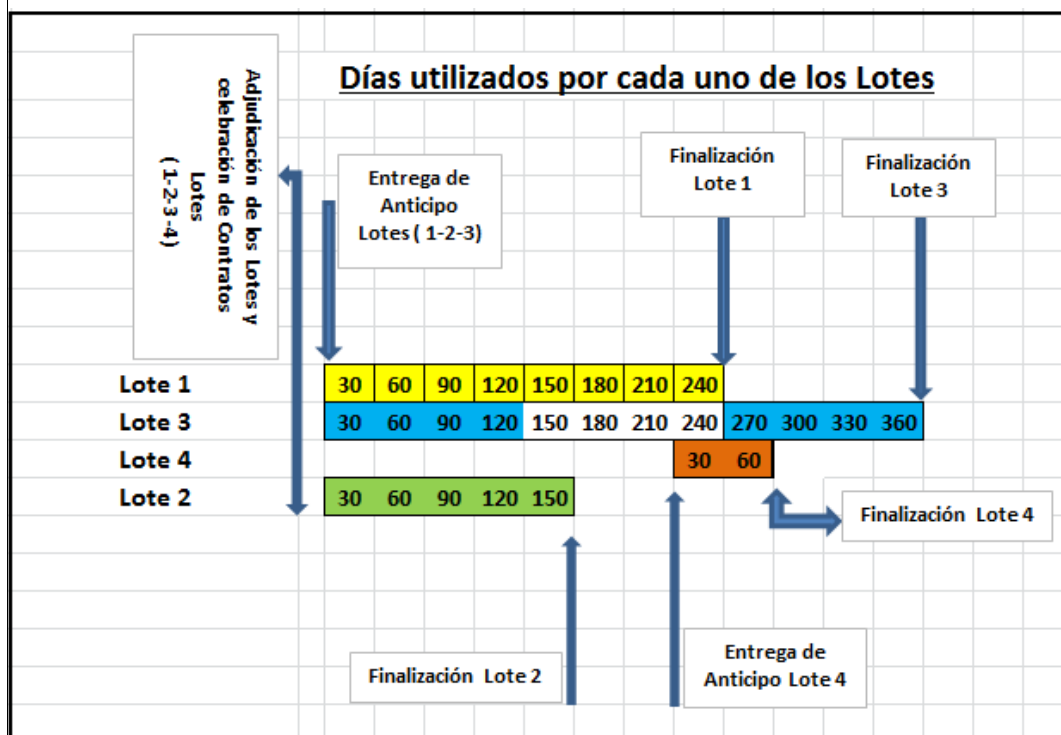 Días utilizados por cada uno de los Lotes
Adjudicación de los Lotes y
celebración de Contratos
Lotes
( 1-2-3-4)
Entrega de
Anticipo
Lotes ( 1-2-3)
Finalización
Lote 1
Finalización
Lote 3
Lote 1 30 60 90 120 150 180 210 240
Lote 3 30 60 90 120 150 180 210 240 270 300 330 360
Lote 4 30 60
Lote 2 30 60 90 120 150
Finalización Lote 4
Finalización Lote 2
Entrega de
Anticipo Lote 4